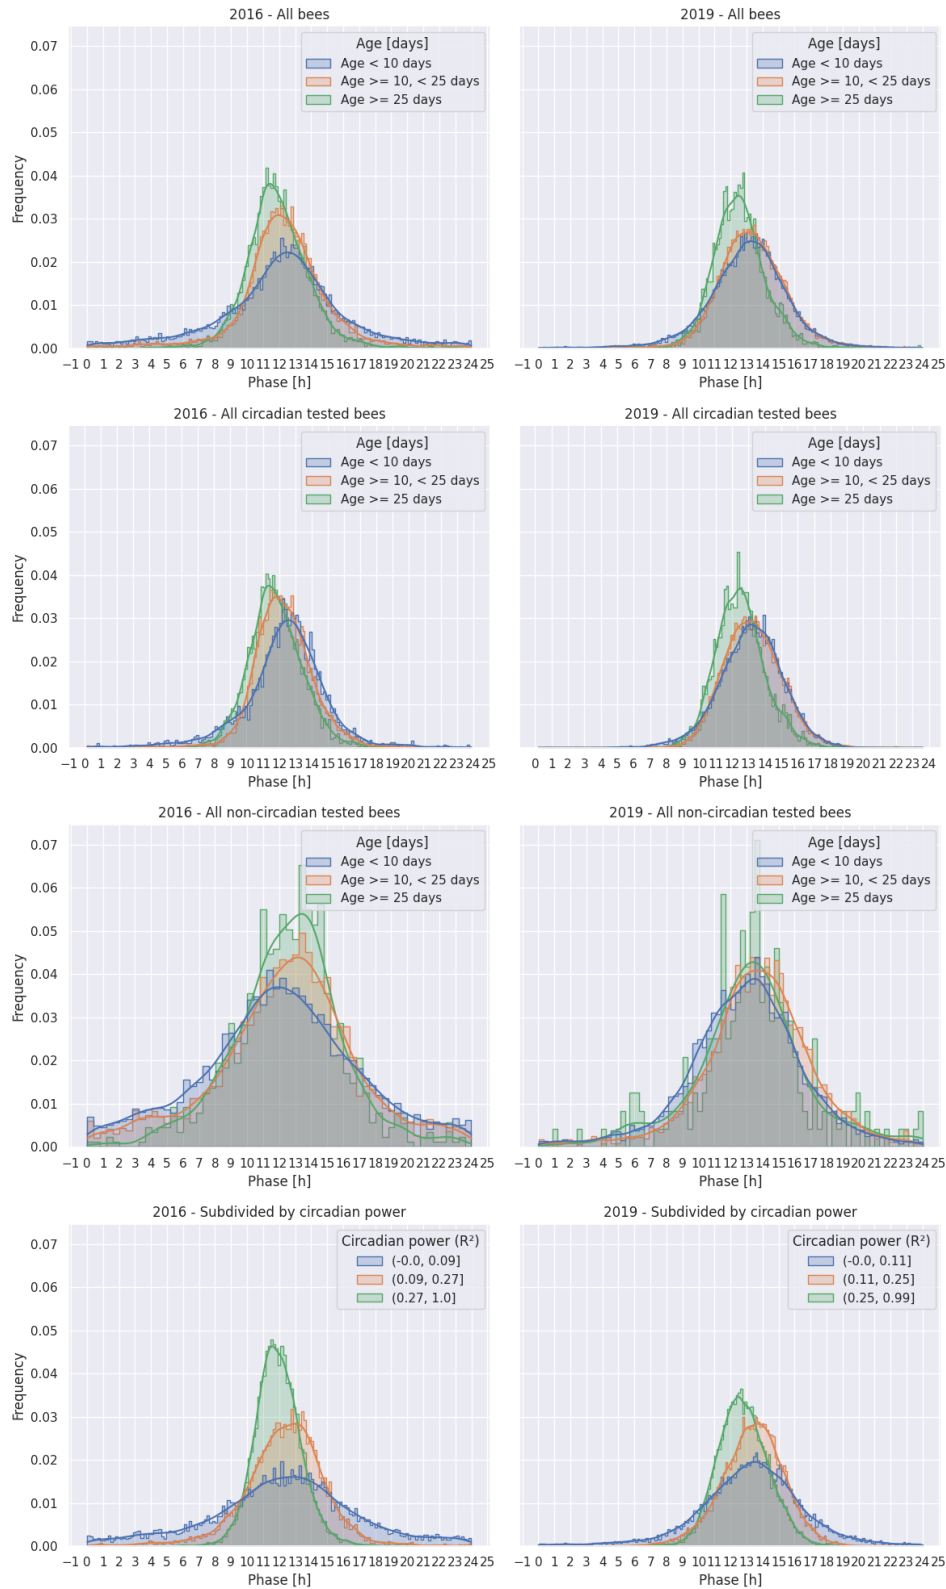 2016 - All bees
2019 - All bees
Age [days]
Age < 10 days
Age >= 10, < 25 days
Age >= 25 days
Age [days]
Age < 10 days
Age >= 10, < 25 days
Age >= 25 days
0.07
0.06
0.05
0.04
0.03
0.02
0.01
0.00
Frequency
−1 0 1 2 3 4 5 6 7 8 9 10 11 12 13 14 15 16 17 18 19 20 21 22 23 24 25
−1 0 1 2 3 4 5 6 7 8 9 10 11 12 13 14 15 16 17 18 19 20 21 22 23 24 25
Phase [h]
Phase [h]
2016 - All circadian tested bees
2019 - All circadian tested bees
Age [days]
Age < 10 days
Age >= 10, < 25 days
Age >= 25 days
Age [days]
Age < 10 days
Age >= 10, < 25 days
Age >= 25 days
0.07
0.06
0.05
0.04
0.03
0.02
0.01
0.00
Frequency
−1 0 1 2 3 4 5 6 7 8 9 10 11 12 13 14 15 16 17 18 19 20 21 22 23 24 25
0 1 2 3 4 5 6 7 8 9 10 11 12 13 14 15 16 17 18 19 20 21 22 23 24
Phase [h]
Phase [h]
2016 - All non-circadian tested bees
2019 - All non-circadian tested bees
Age [days]
Age < 10 days
Age >= 10, < 25 days
Age >= 25 days
Age [days]
Age < 10 days
Age >= 10, < 25 days
Age >= 25 days
0.07
0.06
0.05
0.04
0.03
0.02
0.01
0.00
Frequency
−1 0 1 2 3 4 5 6 7 8 9 10 11 12 13 14 15 16 17 18 19 20 21 22 23 24 25
−1 0 1 2 3 4 5 6 7 8 9 10 11 12 13 14 15 16 17 18 19 20 21 22 23 24 25
Phase [h]
Phase [h]
2016 - Subdivided by circadian power
2019 - Subdivided by circadian power
Circadian power (R²)
(-0.0, 0.09]
(0.09, 0.27]
(0.27, 1.0]
Circadian power (R²)
(-0.0, 0.11]
(0.11, 0.25]
(0.25, 0.99]
0.07
0.06
0.05
0.04
0.03
0.02
0.01
0.00
Frequency
−1 0 1 2 3 4 5 6 7 8 9 10 11 12 13 14 15 16 17 18 19 20 21 22 23 24 25
−1 0 1 2 3 4 5 6 7 8 9 10 11 12 13 14 15 16 17 18 19 20 21 22 23 24 25
Phase [h]
Phase [h]